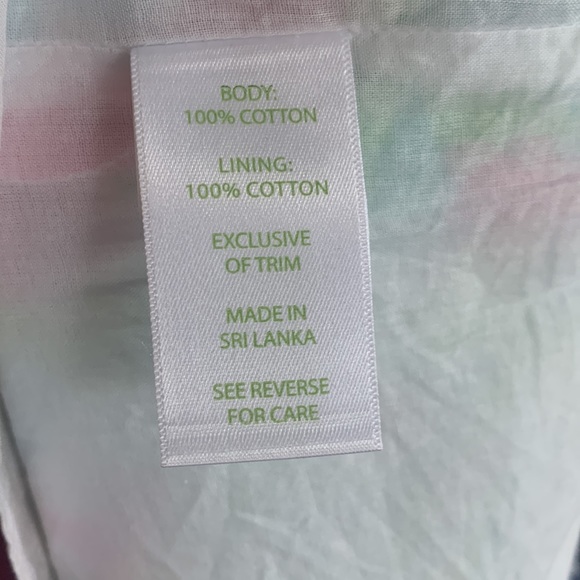 BODY:
100% COTTON
LINING:
100% COTTON
EXCLUSIVE
OF TRIM
MADE IN
SRI LANKA
SEE REVERSE
FOR CARE